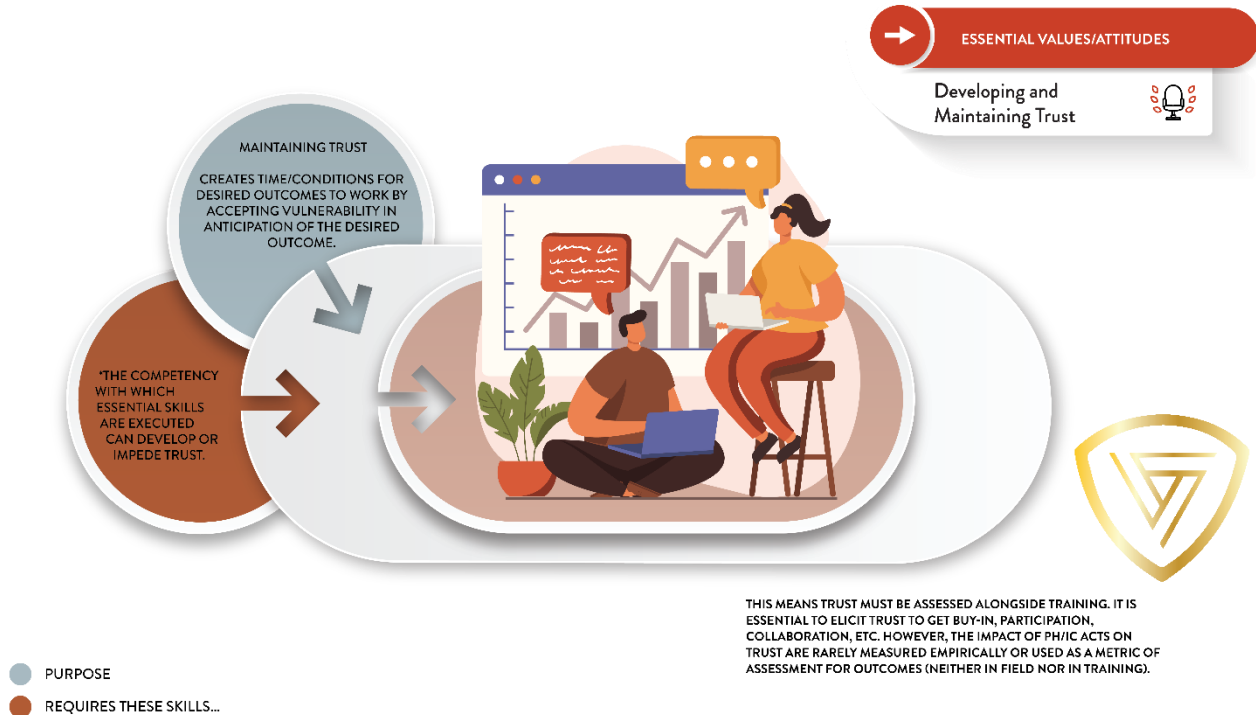 ESSENTIAL VALUES/ATTITUDES
Developing and
Maintaining Trust
MAINTAINING TRUST
CREATES TIME/CONDITIONS FOR
DESIRED OUTCOMES TO WORK BY
ACCEPTING VULNERABILITY IN
ANTICIPATION OF THE DESIRED
OUTCOME.
*THE COMPETENCY
WITH WHICH
ESSENTIAL SKILLS
ARE EXECUTED
CAN DEVELOP OR
IMPEDE TRUST.
THIS MEANS TRUST MUST BE ASSESSED ALONGSIDE TRAINING. IT IS
ESSENTIAL TO ELICIT TRUST TO GET BUY-IN, PARTICIPATION,
COLLABORATION, ETC. HOWEVER, THE IMPACT OF PH/IC ACTS ON
TRUST ARE RARELY MEASURED EMPIRICALLY OR USED AS A METRIC OF
ASSESSMENT FOR OUTCOMES (NEITHER IN FIELD NOR IN TRAINING).
PURPOSE
REQUIRES THESE SKILLS...